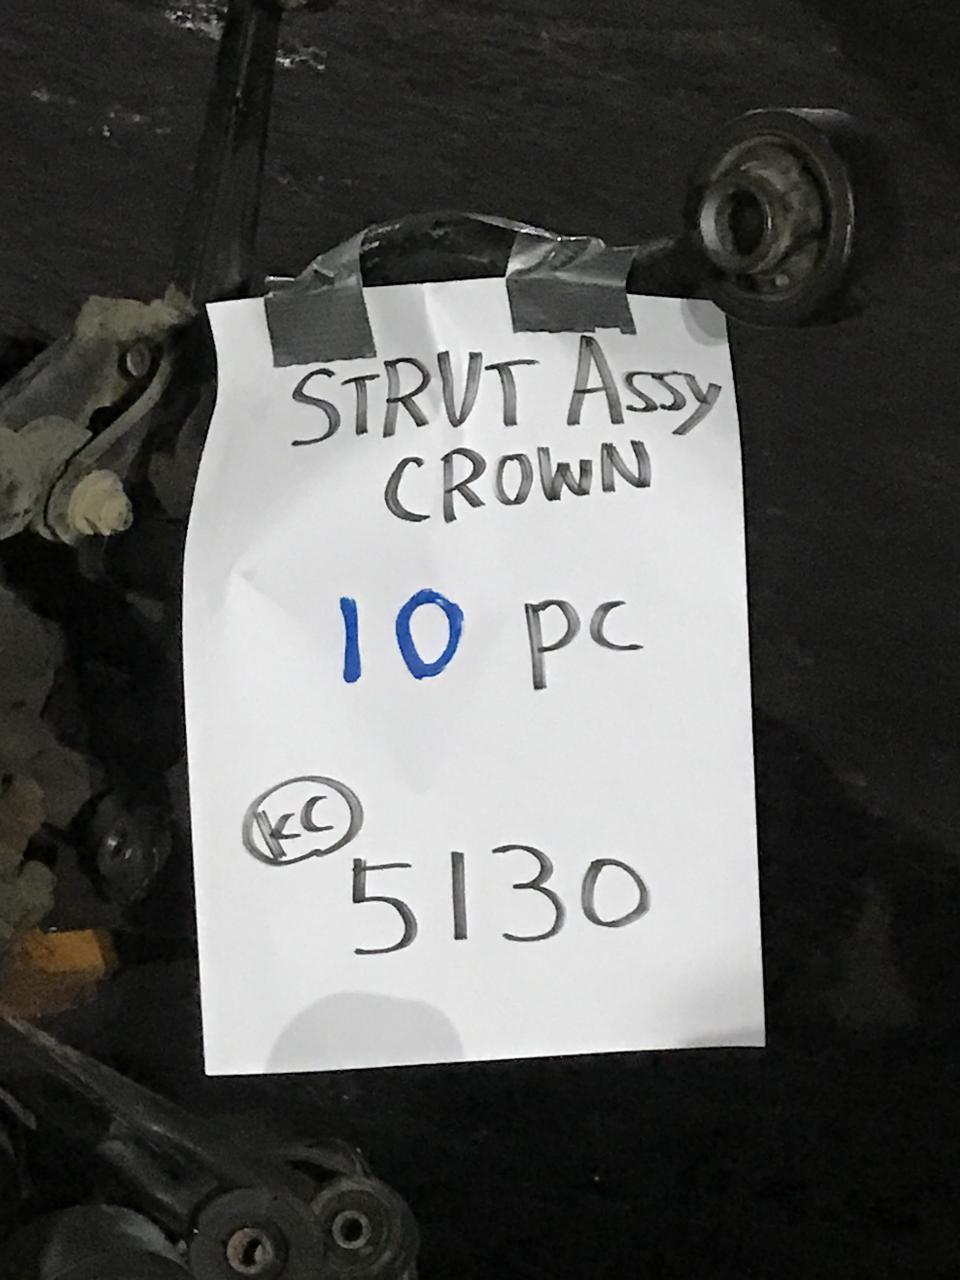 STRUT ASSy
CROWN
10 PC
KC
5130